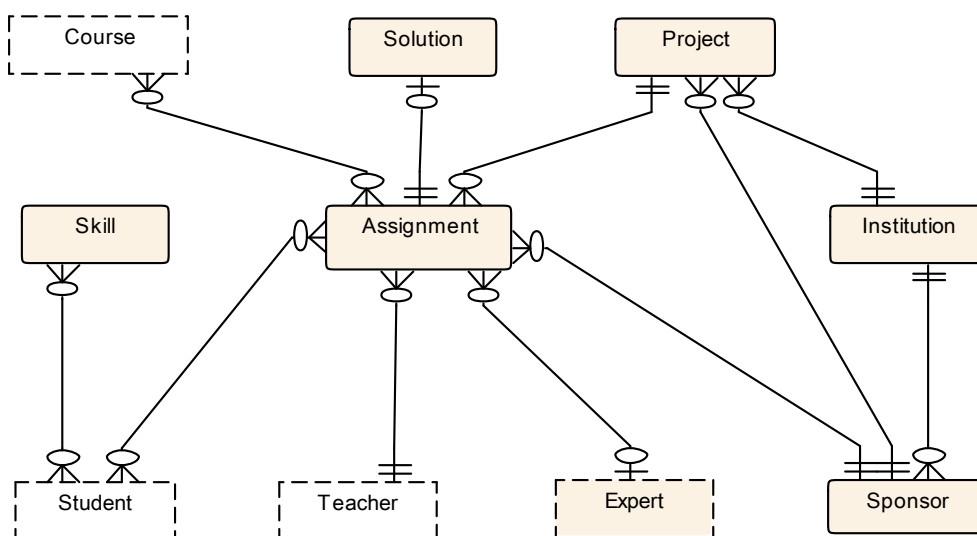 Course
Solution
Project
Skill
Assignment
Institution
Student
Teacher
Expert
Sponsor